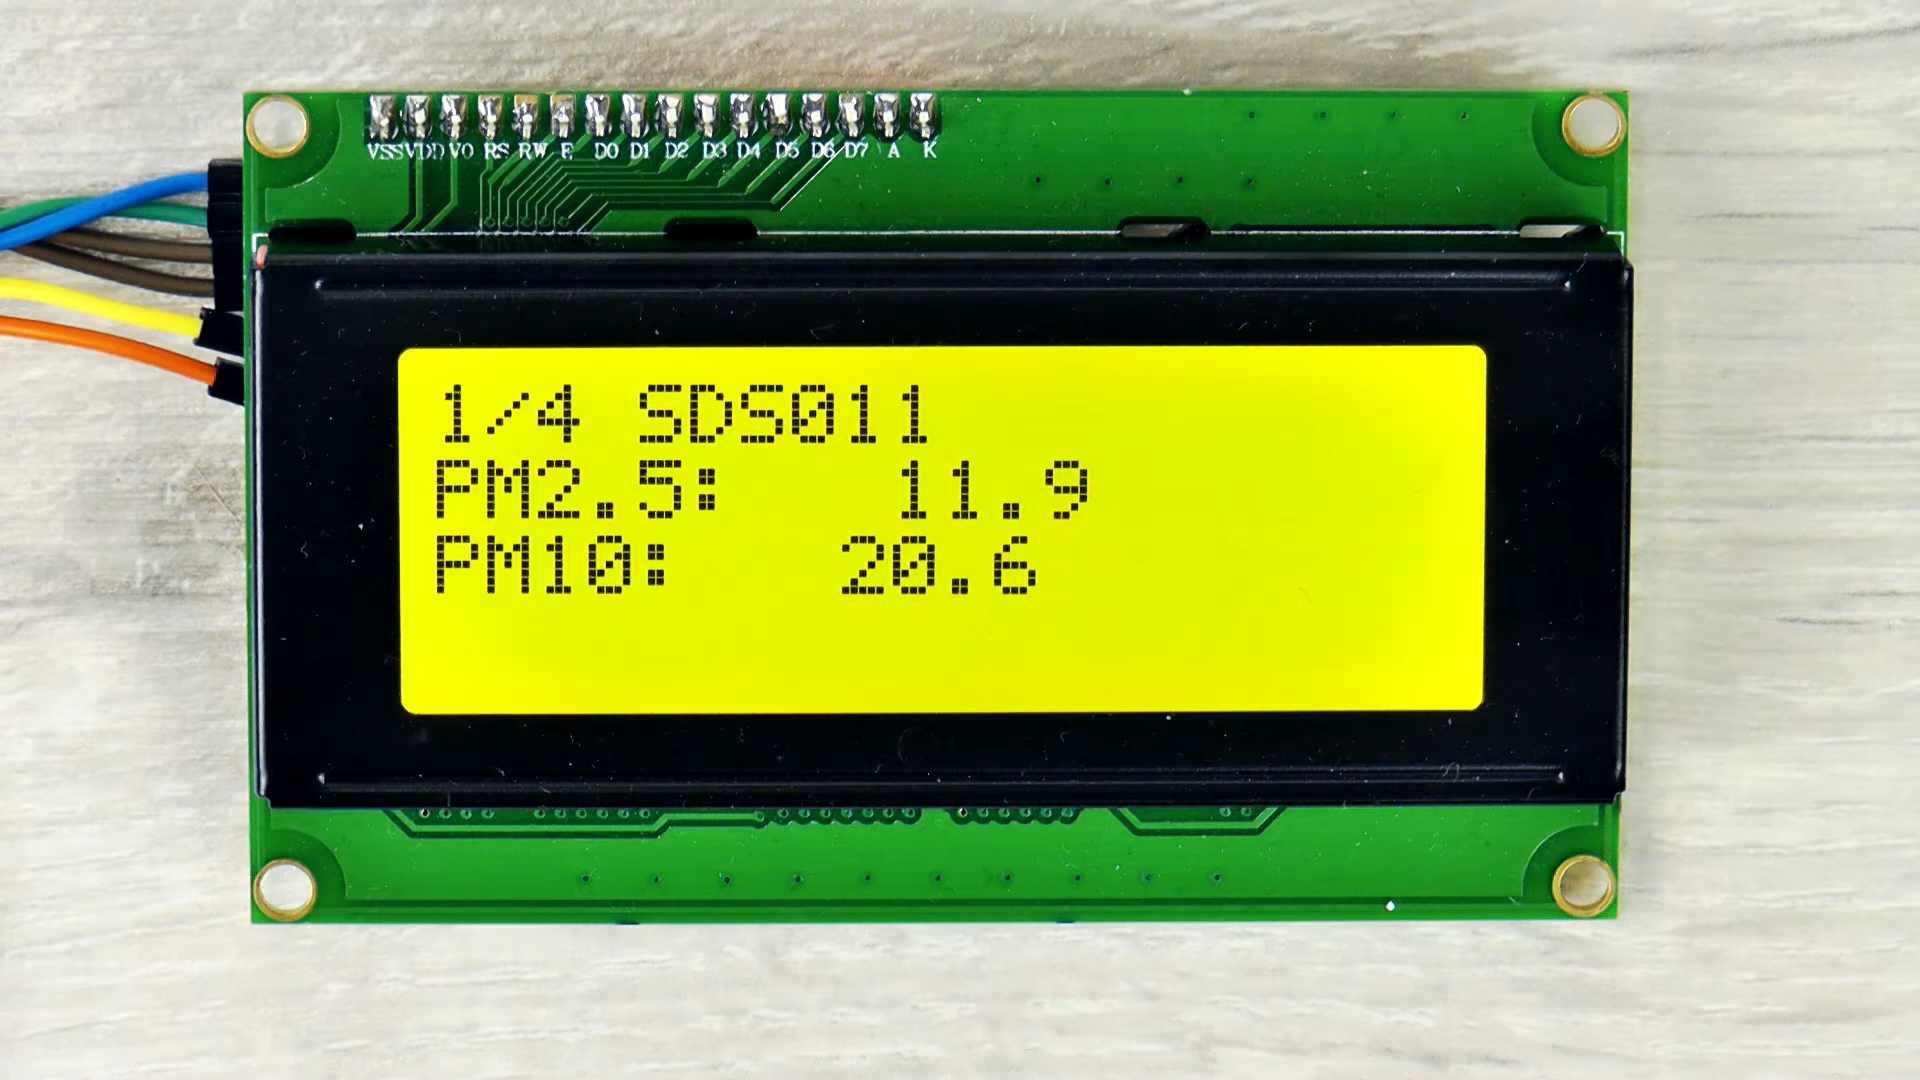 VSS VDD V0 RS RW E D0 D1 D2 D3 D4 D5 D6 D7 A K
1/4 SDS011
PM2.5: 11.9
PM10: 20.6